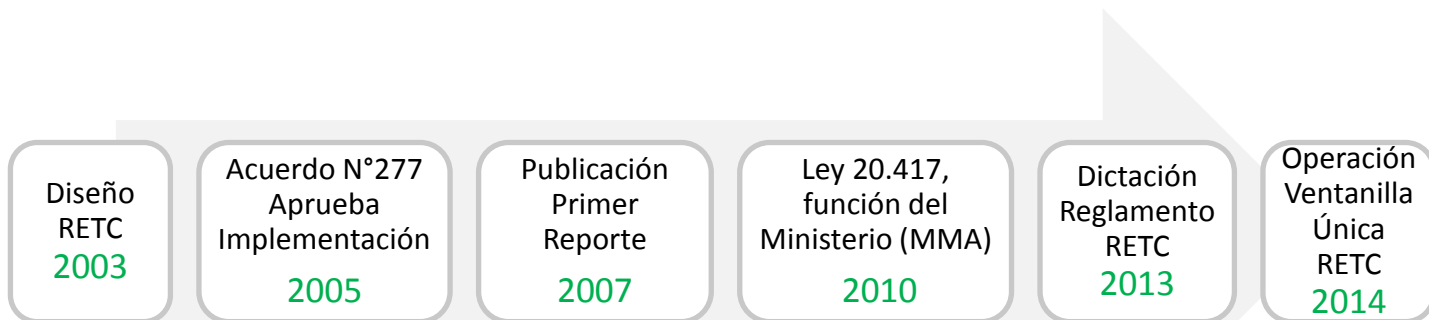 Diseño
RETC
2003
Acuerdo N°277
Aprueba
Implementación
2005
Publicación
Primer
Reporte
2007
Ley 20.417,
función del
Ministerio (MMA)
2010
Dictación
Reglamento
RETC
2013
Operación
Ventanilla
Única
RETC
2014